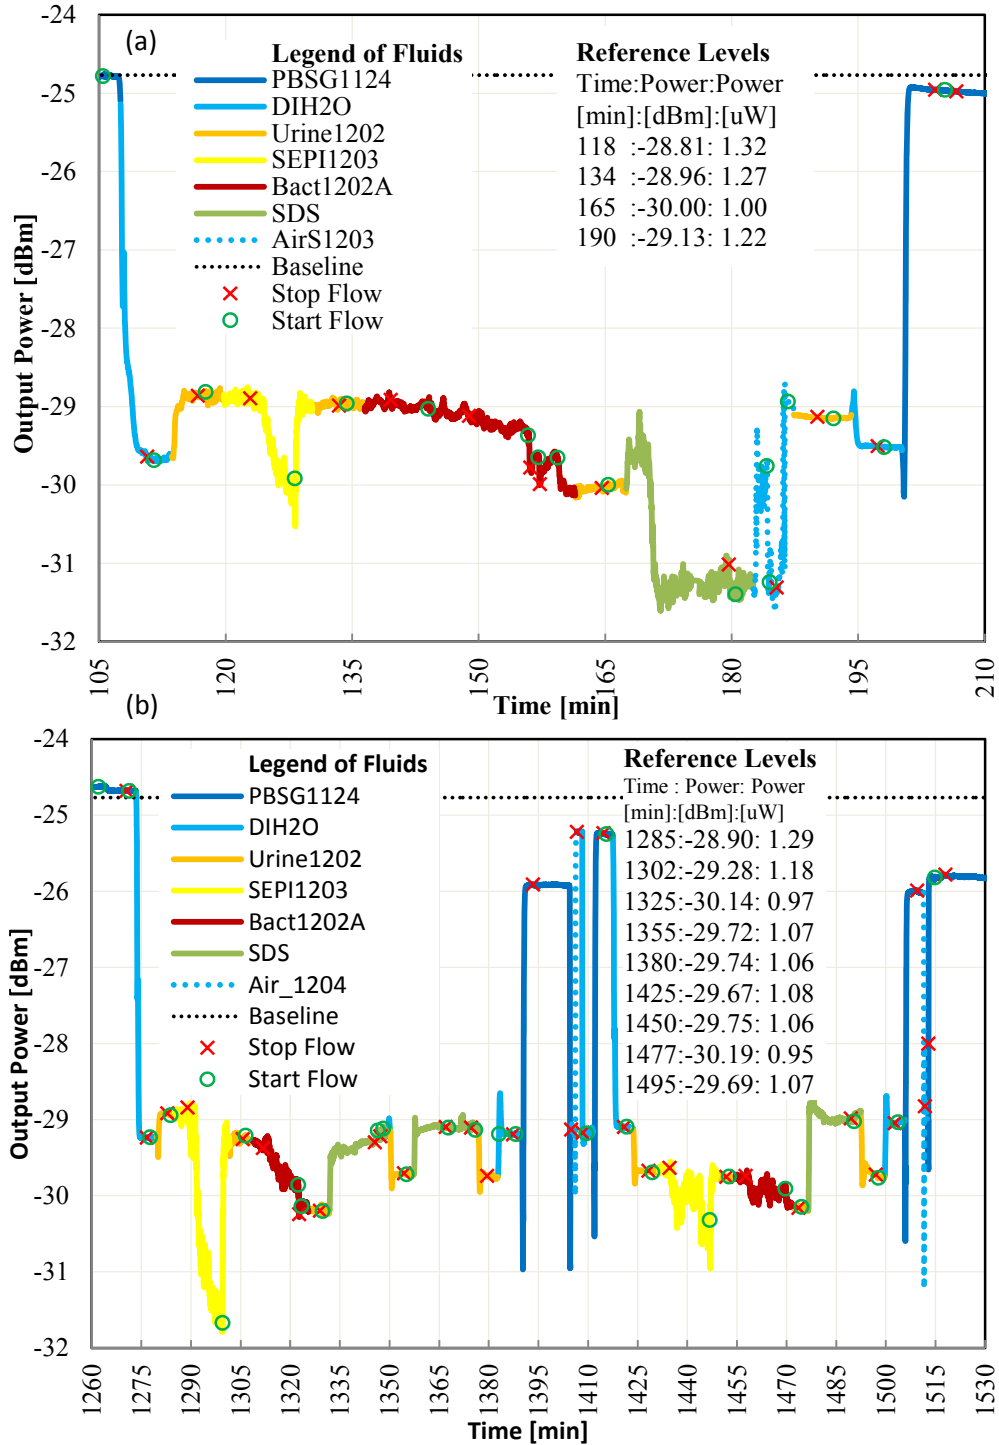 (a)
Output Power [dBm]
-24
-25
-26
-27
-28
-29
-30
-31
-32
Legend of Fluids
PBSG1124
DIH2O
Urine1202
SEPI1203
Bact1202A
SDS
AirS1203
Baseline
Stop Flow
Start Flow
Reference Levels
Time:Power:Power
[min]:[dBm]:[uW]
118 :-28.81: 1.32
134 :-28.96: 1.27
165 :-30.00: 1.00
190 :-29.13: 1.22
105 120 135 150 165 180 195 210
Time [min]
(b)
Output Power [dBm]
-24
-25
-26
-27
-28
-29
-30
-31
-32
Legend of Fluids
PBSG1124
DIH2O
Urine1202
SEPI1203
Bact1202A
SDS
Air_1204
Baseline
Stop Flow
Start Flow
Reference Levels
Time : Power: Power
[min]:[dBm]:[uW]
1285:-28.90: 1.29
1302:-29.28: 1.18
1325:-30.14: 0.97
1355:-29.72: 1.07
1380:-29.74: 1.06
1425:-29.67: 1.08
1450:-29.75: 1.06
1477:-30.19: 0.95
1495:-29.69: 1.07
1260 1275 1290 1305 1320 1335 1350 1365 1380 1395 1410 1425 1440 1455 1470 1485 1500 1515 1530
Time [min]